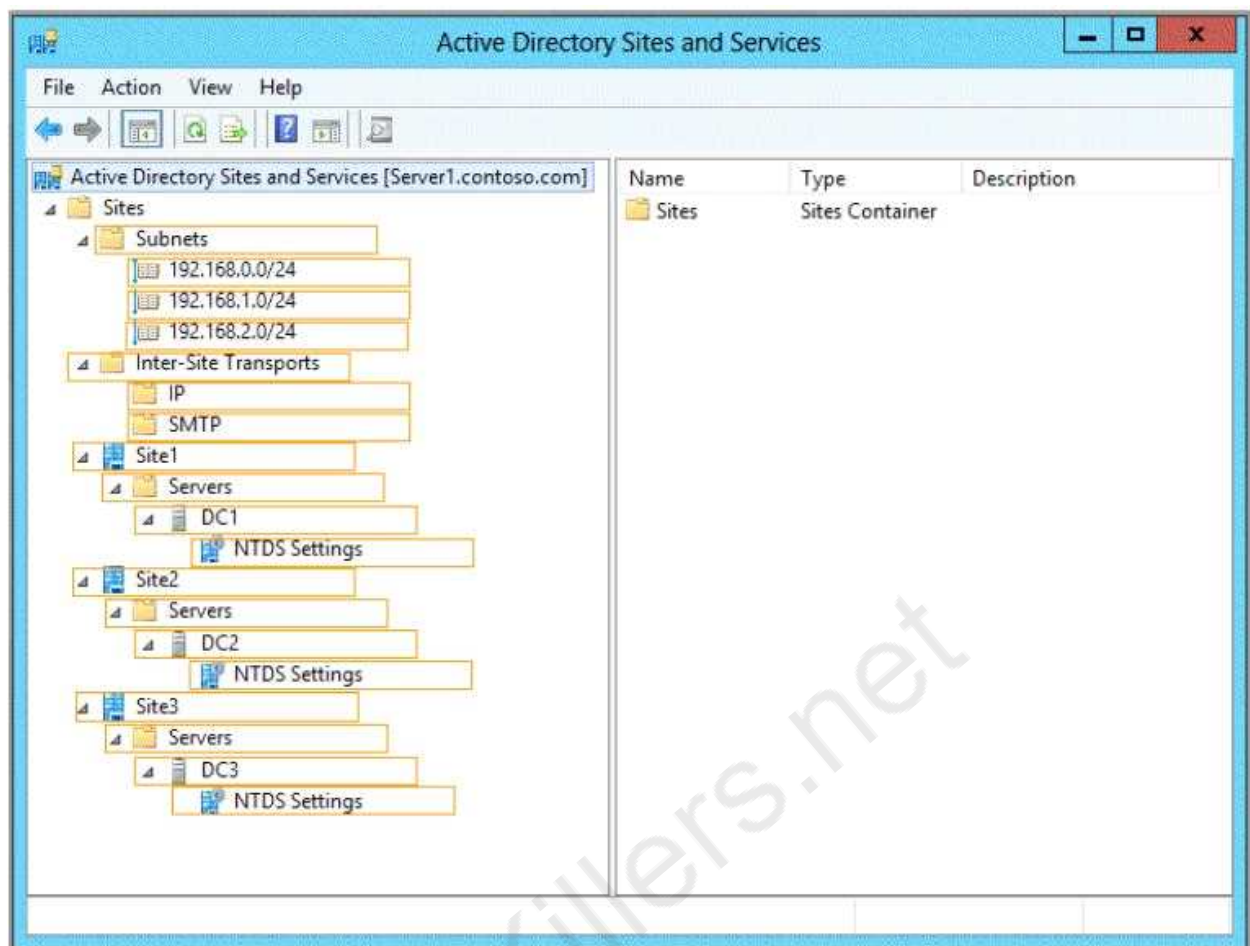 Active Directory Sites and Services
File Action View Help
Active Directory Sites and Services [Server1.contoso.com]
Sites
Subnets
192.168.0.0/24
192.168.1.0/24
192.168.2.0/24
Inter-Site Transports
IP
SMTP
Site1
Servers
DC1
NTDS Settings
Site2
Servers
DC2
NTDS Settings
Site3
Servers
DC3
NTDS Settings
Name Type Description
Sites Sites Container
killers.net